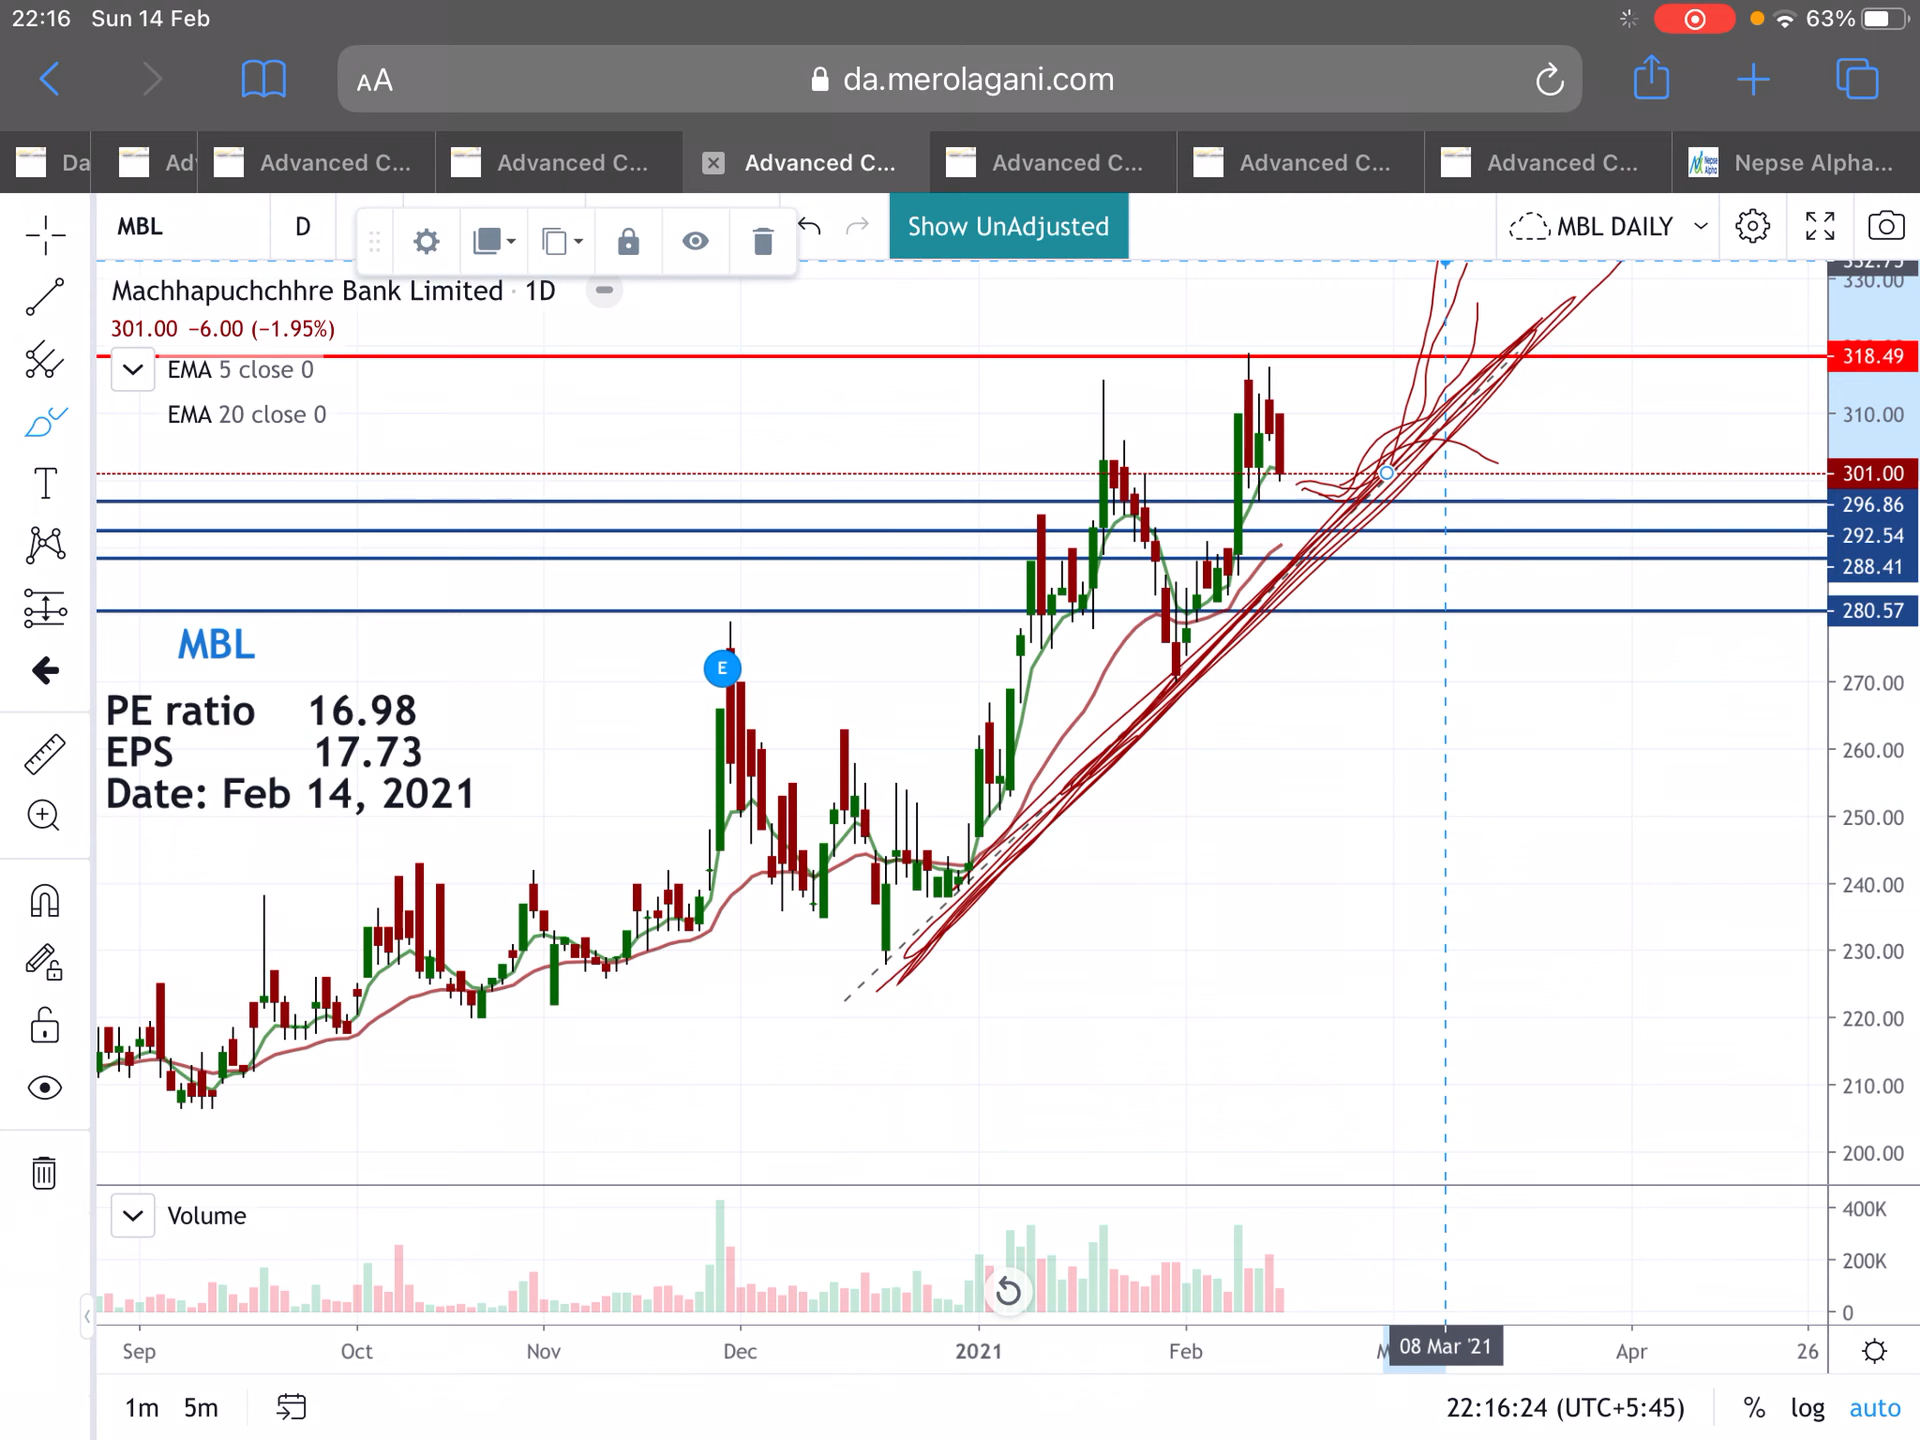 22:16 Sun 14 Feb 63%
AA da.merolagani.com
Da Ad Advanced C... Advanced C... Advanced C... Advanced C... Advanced C... Advanced C... Nepse Alpha...
MBL D Show UnAdjusted MBL DAILY
Machhapuchchhre Bank Limited · 1D
301.00 −6.00 (−1.95%)
EMA 5 close 0
EMA 20 close 0
332.75
330.00
318.49
310.00
301.00
296.86
292.54
288.41
280.57
270.00
260.00
250.00
240.00
230.00
220.00
210.00
200.00
E
MBL
PE ratio 16.98
EPS 17.73
Date: Feb 14, 2021
Volume
400K
200K
0
Sep Oct Nov Dec 2021 Feb 08 Mar '21 Apr 26
1m 5m 22:16:24 (UTC+5:45) % log auto